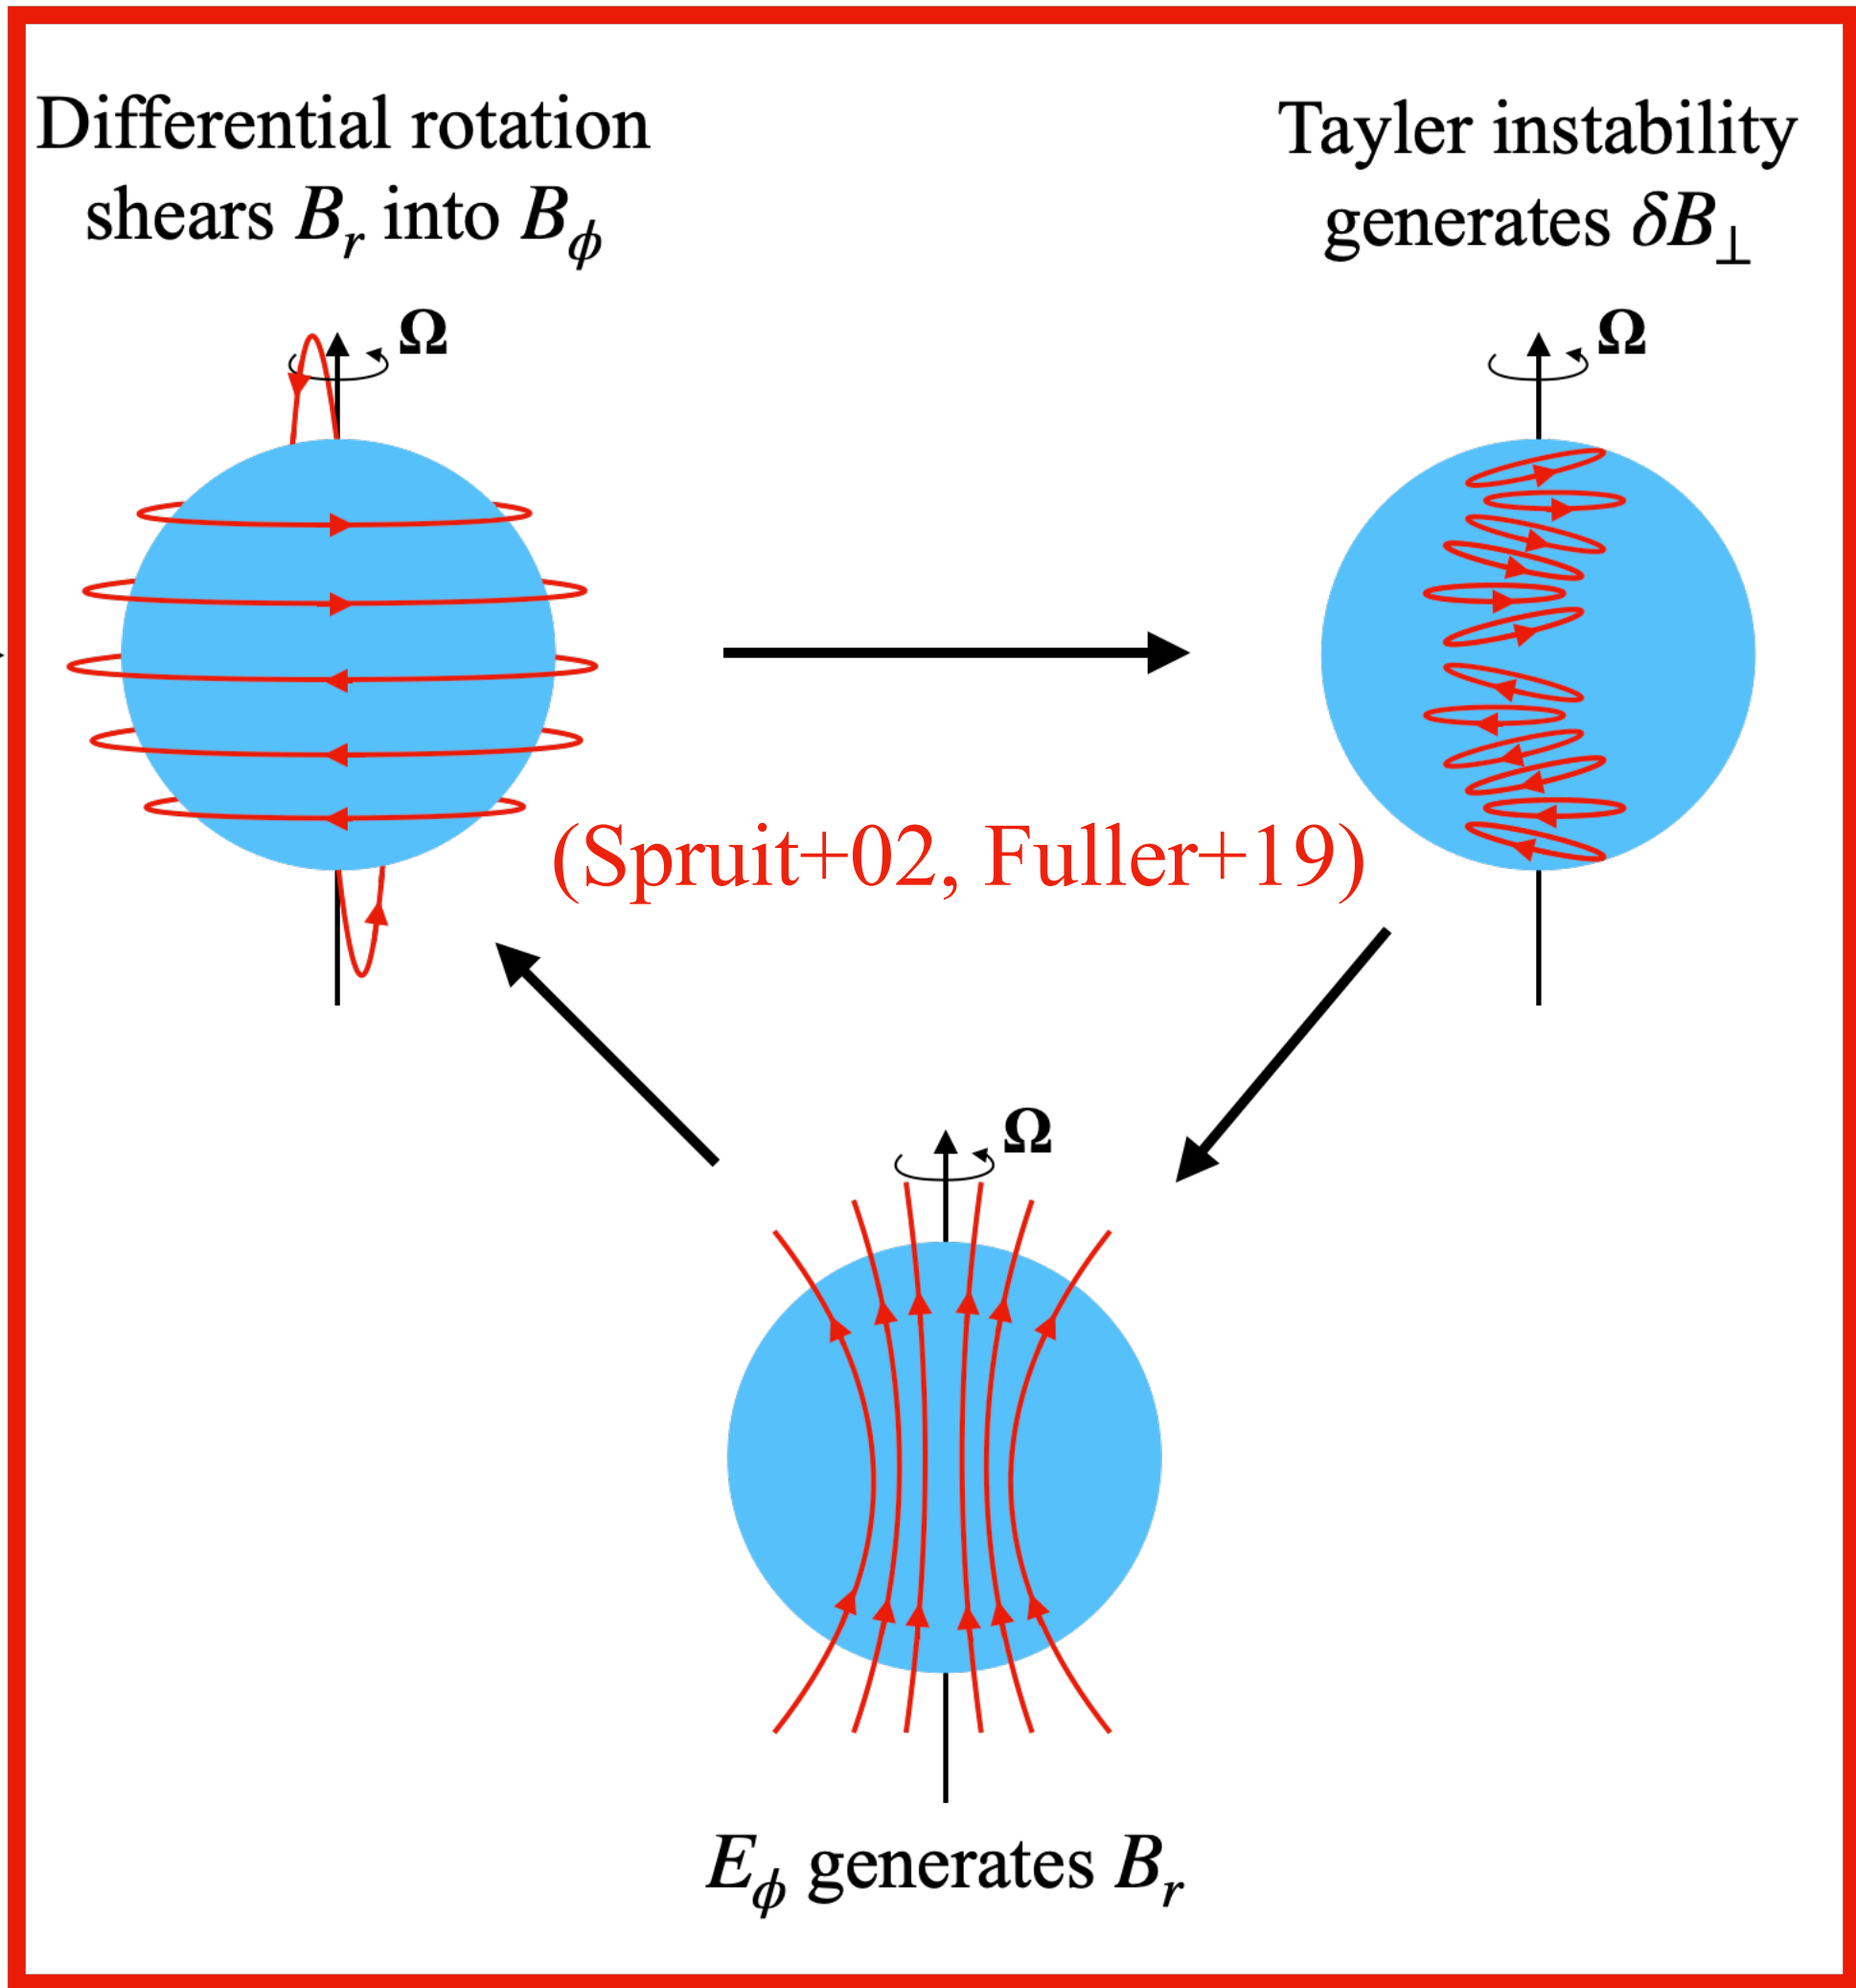 Differential rotation
shears B_r into B_ϕ
Tayler instability
generates δB_⊥
Ω
Ω
(Spruit+02, Fuller+19)
Ω
E_ϕ generates B_r